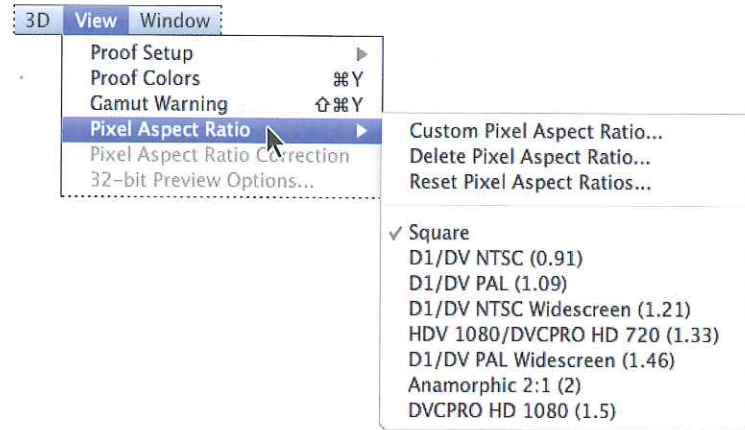 3D View Window
Proof Setup
Proof Colors ⌘Y
Gamut Warning ⇧⌘Y
Pixel Aspect Ratio
Pixel Aspect Ratio Correction
32-bit Preview Options...
Custom Pixel Aspect Ratio...
Delete Pixel Aspect Ratio...
Reset Pixel Aspect Ratios...
✓ Square
D1/DV NTSC (0.91)
D1/DV PAL (1.09)
D1/DV NTSC Widescreen (1.21)
HDV 1080/DVCPRO HD 720 (1.33)
D1/DV PAL Widescreen (1.46)
Anamorphic 2:1 (2)
DVCPRO HD 1080 (1.5)